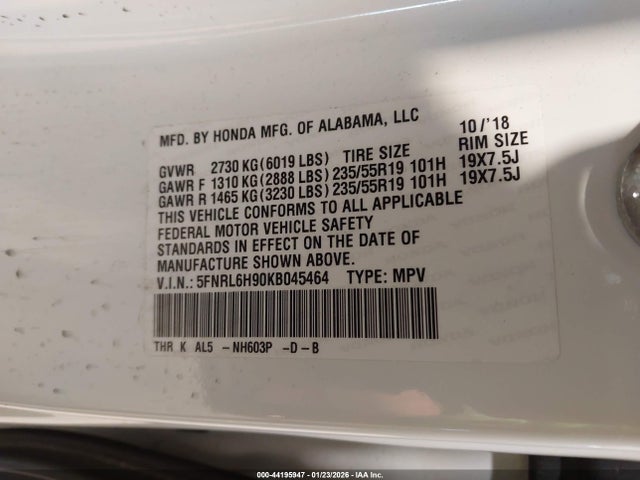 MFD. BY HONDA MFG. OF ALABAMA, LLC 10/'18
GVWR 2730 KG(6019 LBS) TIRE SIZE RIM SIZE
GAWR F 1310 KG(2888 LBS) 235/55R19 101H 19X7.5J
GAWR R 1465 KG(3230 LBS) 235/55R19 101H 19X7.5J
THIS VEHICLE CONFORMS TO ALL APPLICABLE
FEDERAL MOTOR VEHICLE SAFETY
STANDARDS IN EFFECT ON THE DATE OF
MANUFACTURE SHOWN ABOVE.
V.I.N.: 5FNRL6H90KB045464 TYPE: MPV
THR K AL5 -NH603P -D-B
000-44195947 | 01/23/2026 | IAA Inc.